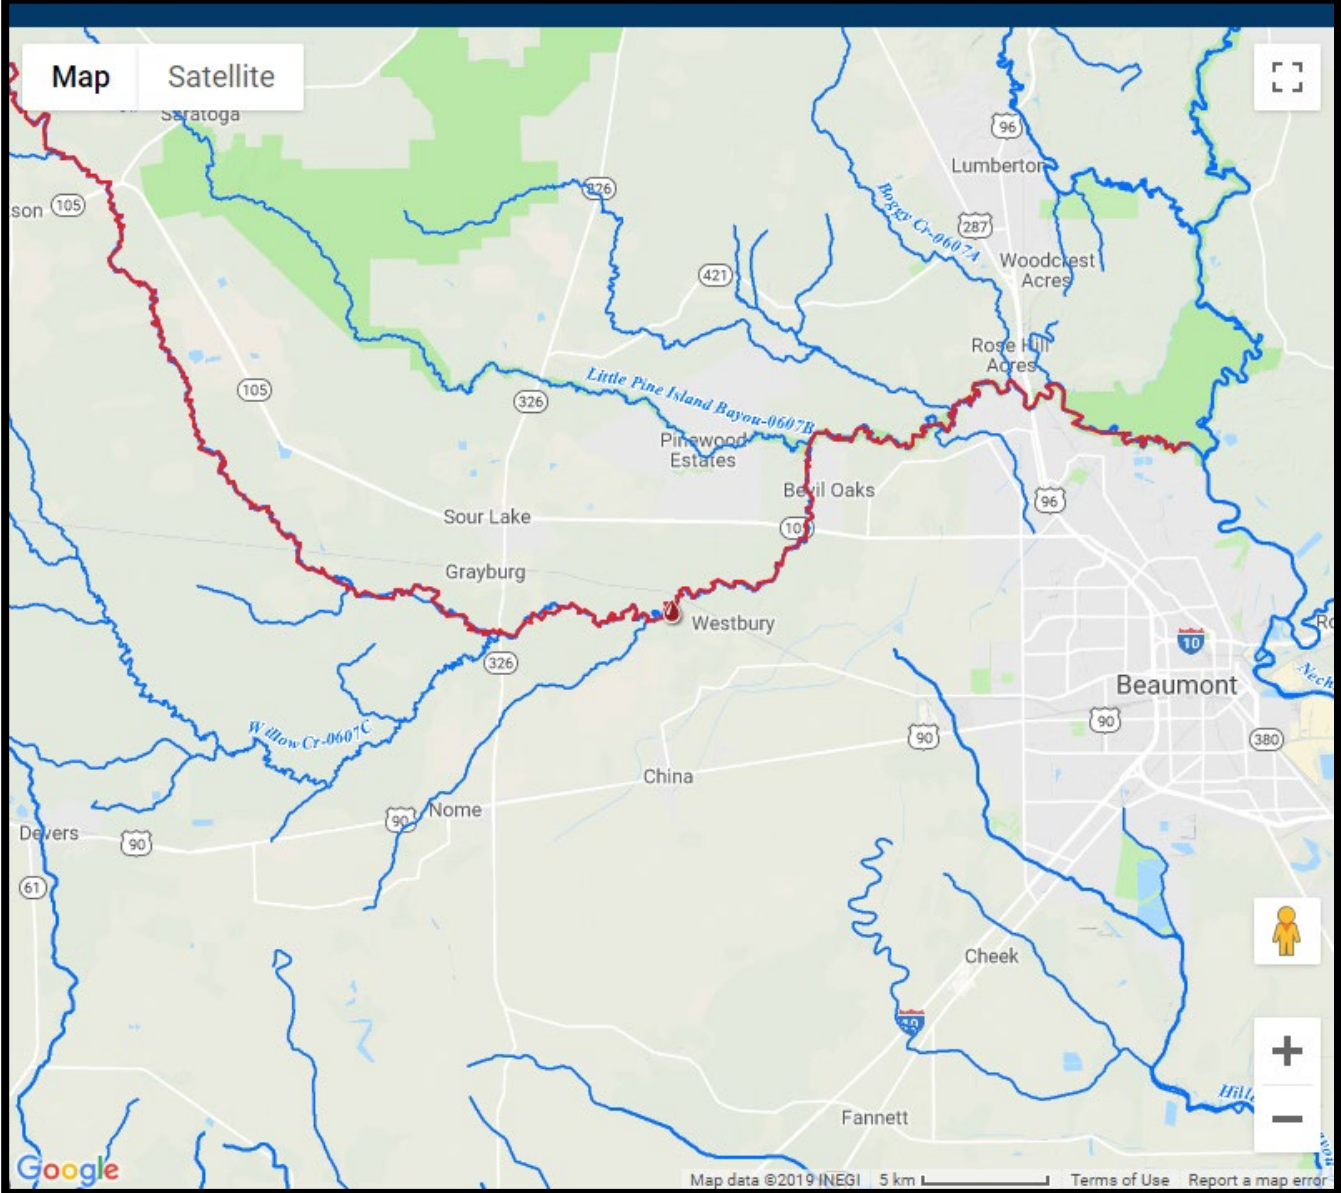 Map Satellite
Saratoga
96
Lumberton
son 105
326
Boggy Cr-0607A
287
421
Woodcrest
Acres
Rose Hill
Acres
105
326
Little Pine Island Bayou-0607B
Pinewood
Estates
Bevil Oaks
96
Sour Lake
105
Grayburg
Westbury
10
326
Beaumont
Willow Cr-0607C
90
90
380
China
Nome
90
Devers
90
61
Cheek
10
Fannett
Google
Map data ©2019 INEGI 5 km Terms of Use Report a map error